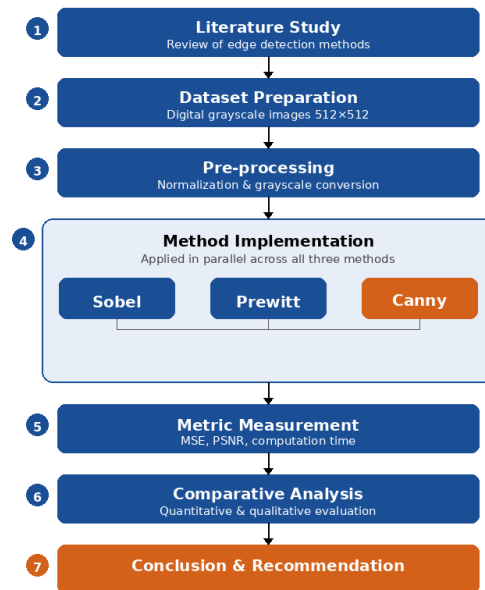 1
Literature Study
Review of edge detection methods
2
Dataset Preparation
Digital grayscale images 512×512
3
Pre-processing
Normalization & grayscale conversion
4
Method Implementation
Applied in parallel across all three methods
Sobel
Prewitt
Canny
5
Metric Measurement
MSE, PSNR, computation time
6
Comparative Analysis
Quantitative & qualitative evaluation
7
Conclusion & Recommendation